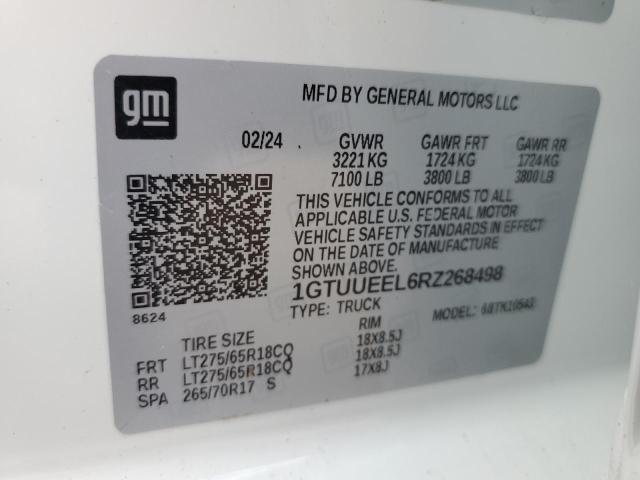 gm
MFD BY GENERAL MOTORS LLC
02/24 GVWR GAWR FRT GAWR RR
3221 KG 1724 KG 1724 KG
7100 LB 3800 LB 3800 LB
THIS VEHICLE CONFORMS TO ALL
APPLICABLE U.S. FEDERAL MOTOR
VEHICLE SAFETY STANDARDS IN EFFECT
ON THE DATE OF MANUFACTURE
SHOWN ABOVE.
1GTUUEEL6RZ268498
8624
TYPE: TRUCK MODEL:
TIRE SIZE RIM
FRT LT275/65R18CQ 18X8.5J
RR LT275/65R18CQ 18X8.5J
SPA 265/70R17 S 17X8J